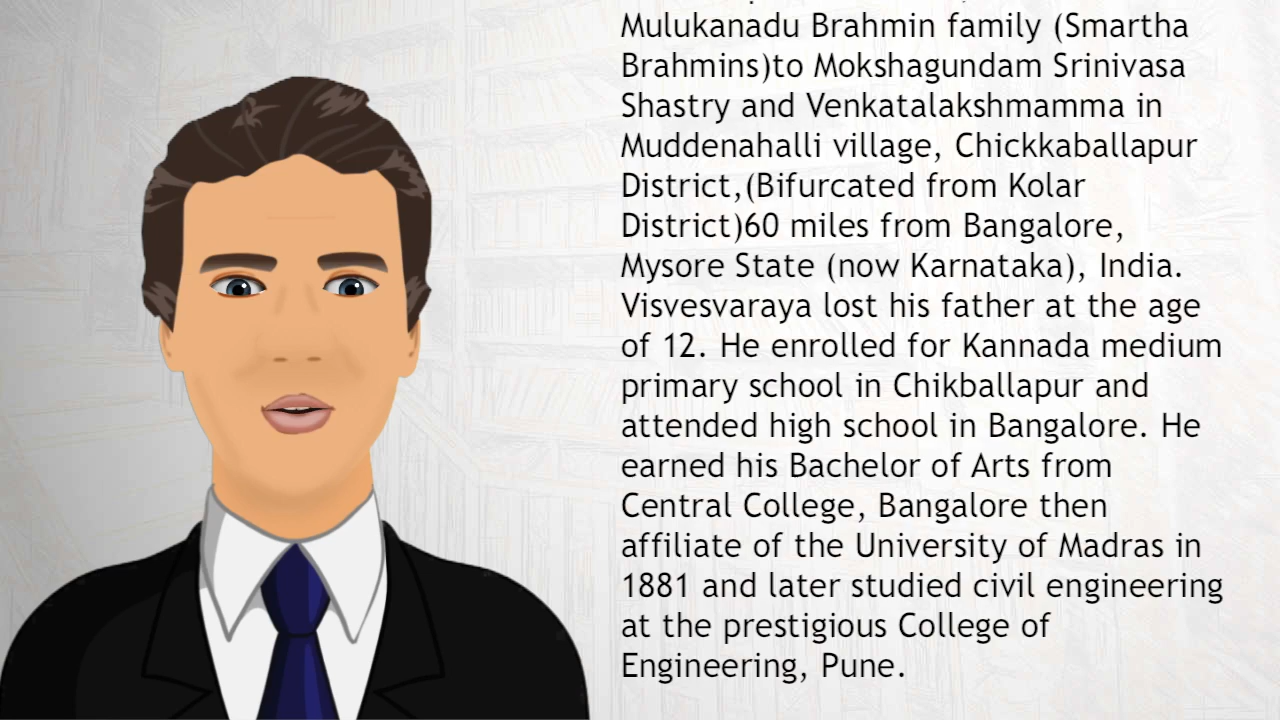 Mulukanadu Brahmin family (Smartha
Brahmins)to Mokshagundam Srinivasa
Shastry and Venkatalakshmamma in
Muddenahalli village, Chickkaballapur
District,(Bifurcated from Kolar
District)60 miles from Bangalore,
Mysore State (now Karnataka), India.
Visvesvaraya lost his father at the age
of 12. He enrolled for Kannada medium
primary school in Chikballapur and
attended high school in Bangalore. He
earned his Bachelor of Arts from
Central College, Bangalore then
affiliate of the University of Madras in
1881 and later studied civil engineering
at the prestigious College of
Engineering, Pune.